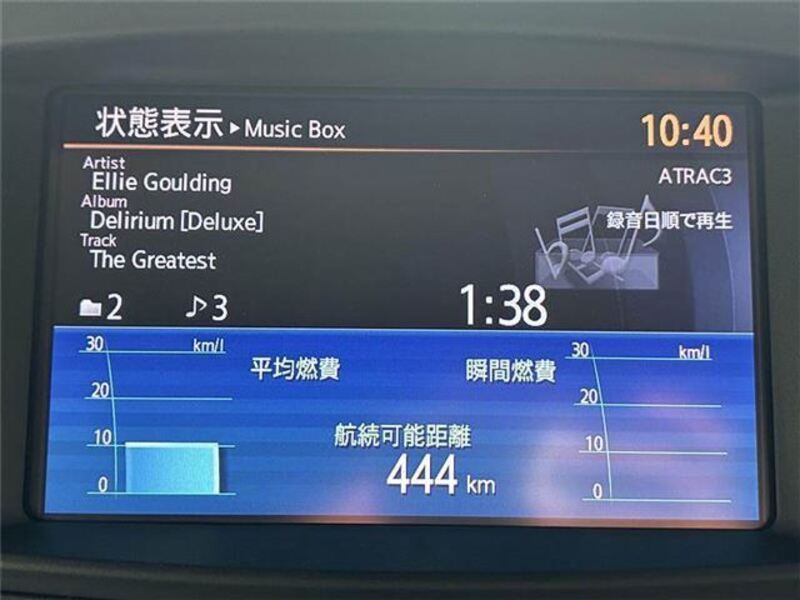 状態表示▶Music Box
10:40
Artist
Ellie Goulding
ATRAC3
Album
Delirium [Deluxe]
録音日順で再生
Track
The Greatest
2 ♪3 1:38
30 km/l
平均燃費
瞬間燃費
30 km/l
20
20
10
航続可能距離
10
0
444 km
0